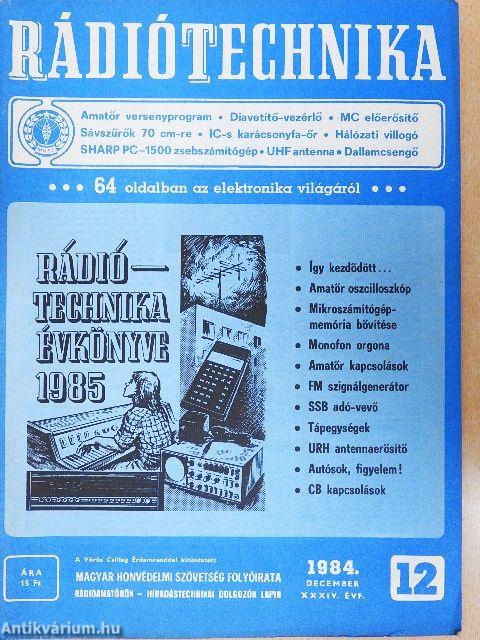 RÁDIÓTECHNIKA
Amatőr versenyprogram • Diavetítő-vezérlő • MC előerősítő
Sávszűrők 70 cm-re • IC-s karácsonyfa-őr • Hálózati villogó
SHARP PC-1500 zsebszámítógép • UHF antenna • Dallamcsengő
••• 64 oldalban az elektronika világáról •••
RÁDIÓ—
TECHNIKA
ÉVKÖNYVE
1985
• Így kezdődött...
• Amatőr oszcilloszkóp
• Mikroszámítógép-
memória bővítése
• Monofon orgona
• Amatőr kapcsolások
• FM szignálgenerátor
• SSB adó-vevő
• Tápegységek
• URH antennaerősítő
• Autósok, figyelem!
• CB kapcsolások
ÁRA
15 Ft
A Vörös Csillag Érdemrenddel kitüntetett
MAGYAR HONVÉDELMI SZÖVETSÉG FOLYÓIRATA
RÁDIÓAMATŐRÖK – HÍRADÁSTECHNIKAI DOLGOZÓK LAPJA
1984.
DECEMBER
XXXIV. ÉVF.
12
Antikvárium.hu